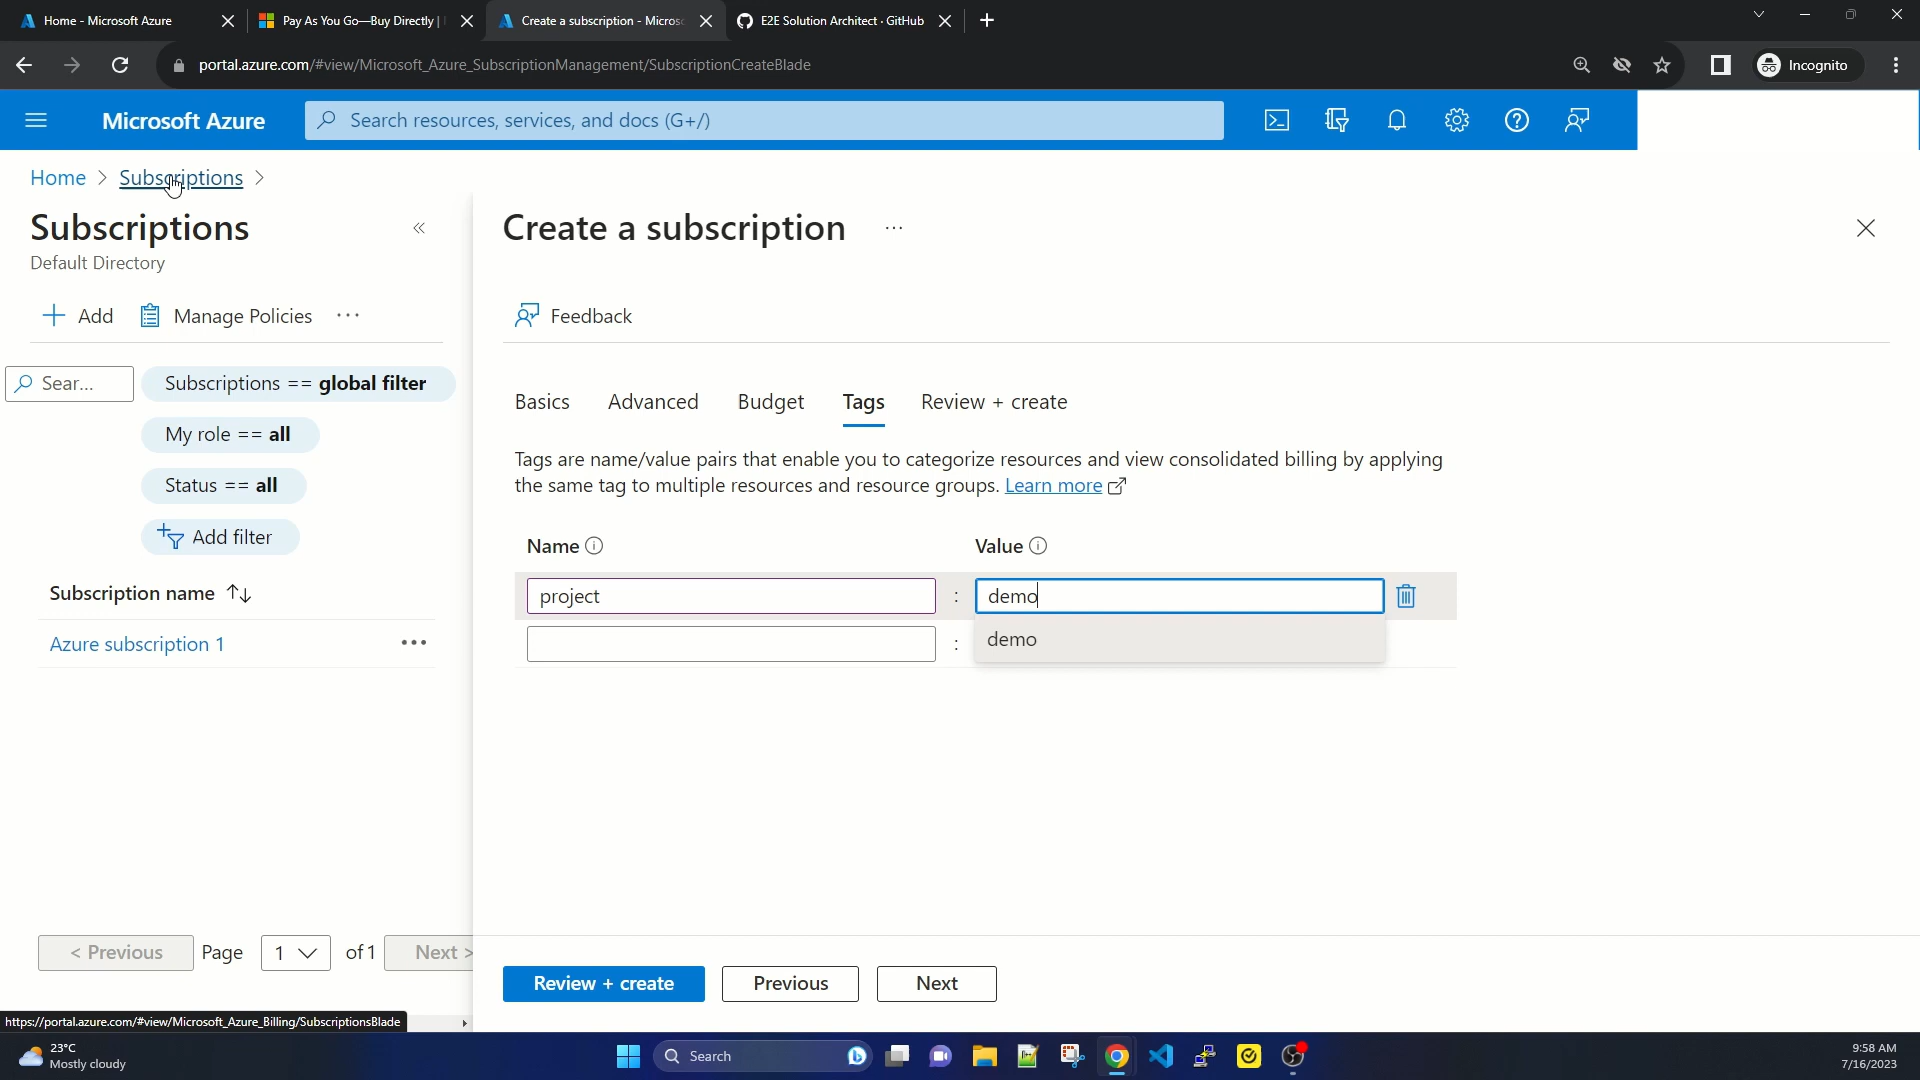 Home - Microsoft Azure
Pay As You Go—Buy Directly |
Create a subscription - Micros
E2E Solution Architect · GitHub
portal.azure.com/#view/Microsoft_Azure_SubscriptionManagement/SubscriptionCreateBlade
Incognito
Microsoft Azure
Search resources, services, and docs (G+/)
Home > Subscriptions >
Subscriptions
Default Directory
Add
Manage Policies
Sear...
Subscriptions == global filter
My role == all
Status == all
Add filter
Subscription name
Azure subscription 1
< Previous
Page
1
of 1
Next >
https://portal.azure.com/#view/Microsoft_Azure_Billing/SubscriptionsBlade
Create a subscription
Feedback
Basics
Advanced
Budget
Tags
Review + create
Tags are name/value pairs that enable you to categorize resources and view consolidated billing by applying
the same tag to multiple resources and resource groups. Learn more
Name
Value
project
:
demo
:
demo
Review + create
Previous
Next
23°C
Mostly cloudy
Search
9:58 AM
7/16/2023